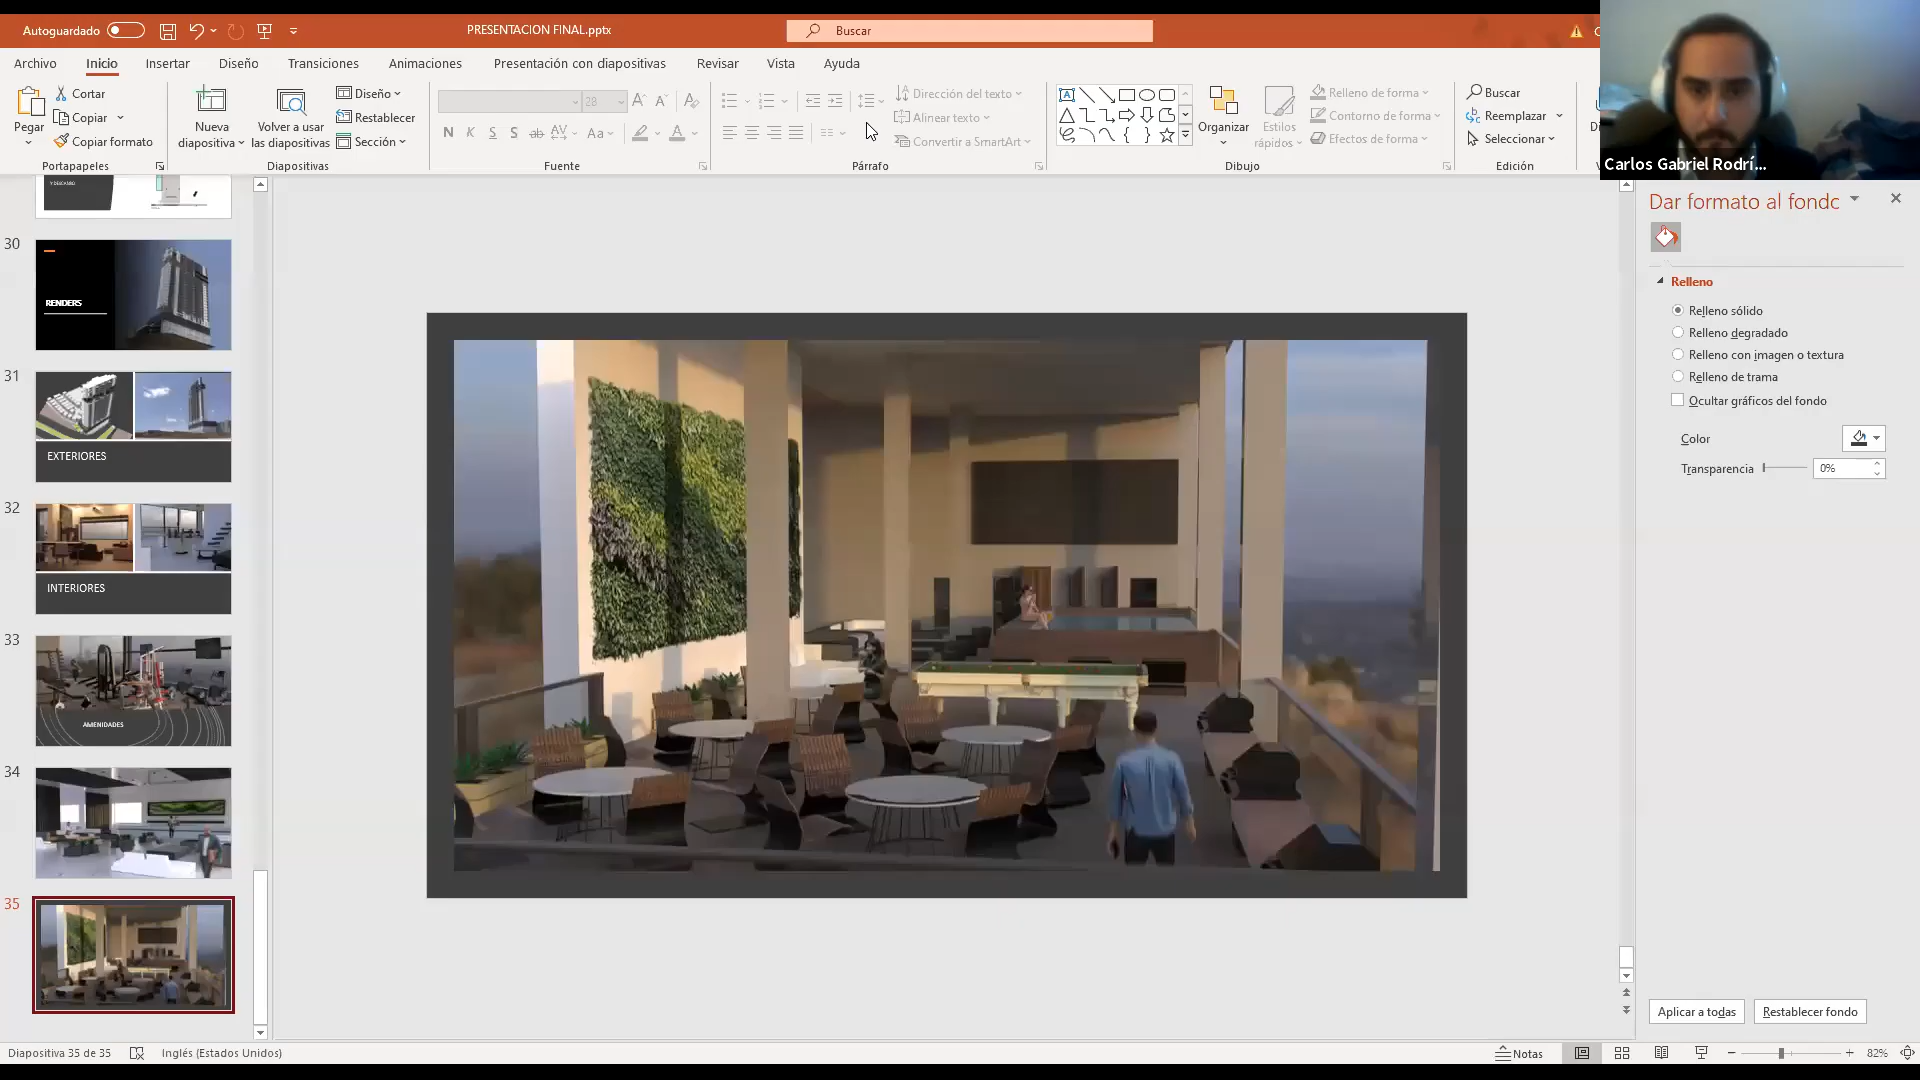 Autoguardado
PRESENTACION FINAL.pptx
Buscar
Archivo Inicio Insertar Diseño Transiciones Animaciones Presentación con diapositivas Revisar Vista Ayuda
Pegar
Cortar
Copiar
Copiar formato
Portapapeles
Nueva
diapositiva
Volver a usar
las diapositivas
Diseño
Restablecer
Sección
Diapositivas
28
N K S S ab AV Aa A
Fuente
Párrafo
Dirección del texto
Alinear texto
Convertir a SmartArt
Organizar
Estilos
rápidos
Relleno de forma
Contorno de forma
Efectos de forma
Dibujo
Buscar
Reemplazar
Seleccionar
Edición
Carlos Gabriel Rodrí...
30
RENDERS
31
EXTERIORES
32
INTERIORES
33
AMENIDADES
34
35
Dar formato al fondo
Relleno
Relleno sólido
Relleno degradado
Relleno con imagen o textura
Relleno de trama
Ocultar gráficos del fondo
Color
Transparencia
0%
Aplicar a todas
Restablecer fondo
Diapositiva 35 de 35
Inglés (Estados Unidos)
Notas
82%